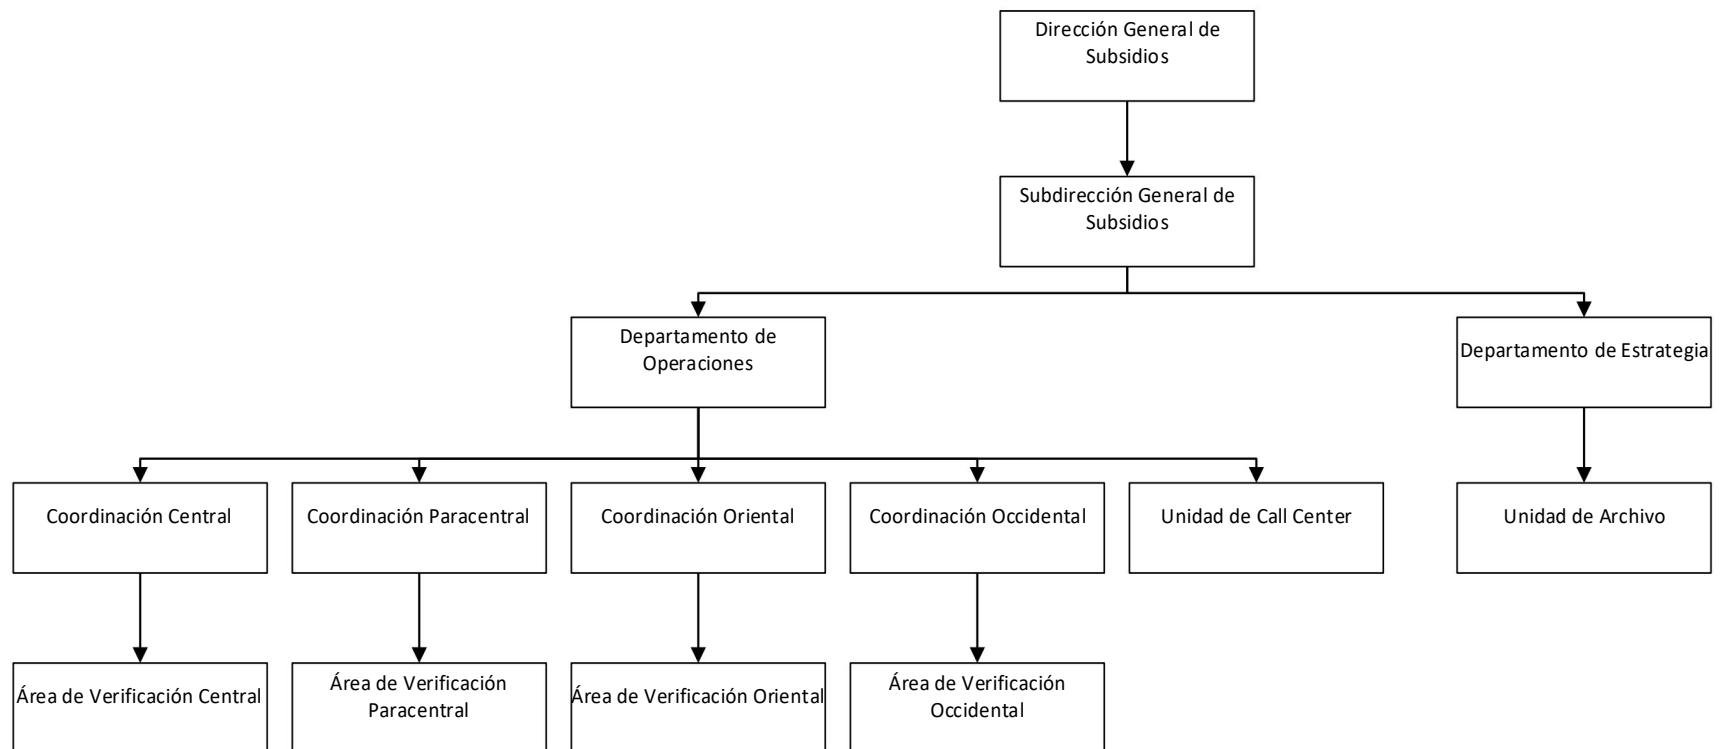 Dirección General de
Subsidios
Subdirección General de
Subsidios
Departamento de
Operaciones
Departamento de Estrategia
Coordinación Central
Coordinación Paracentral
Coordinación Oriental
Coordinación Occidental
Unidad de Call Center
Unidad de Archivo
Área de Verificación Central
Área de Verificación
Paracentral
Área de Verificación Oriental
Área de Verificación
Occidental